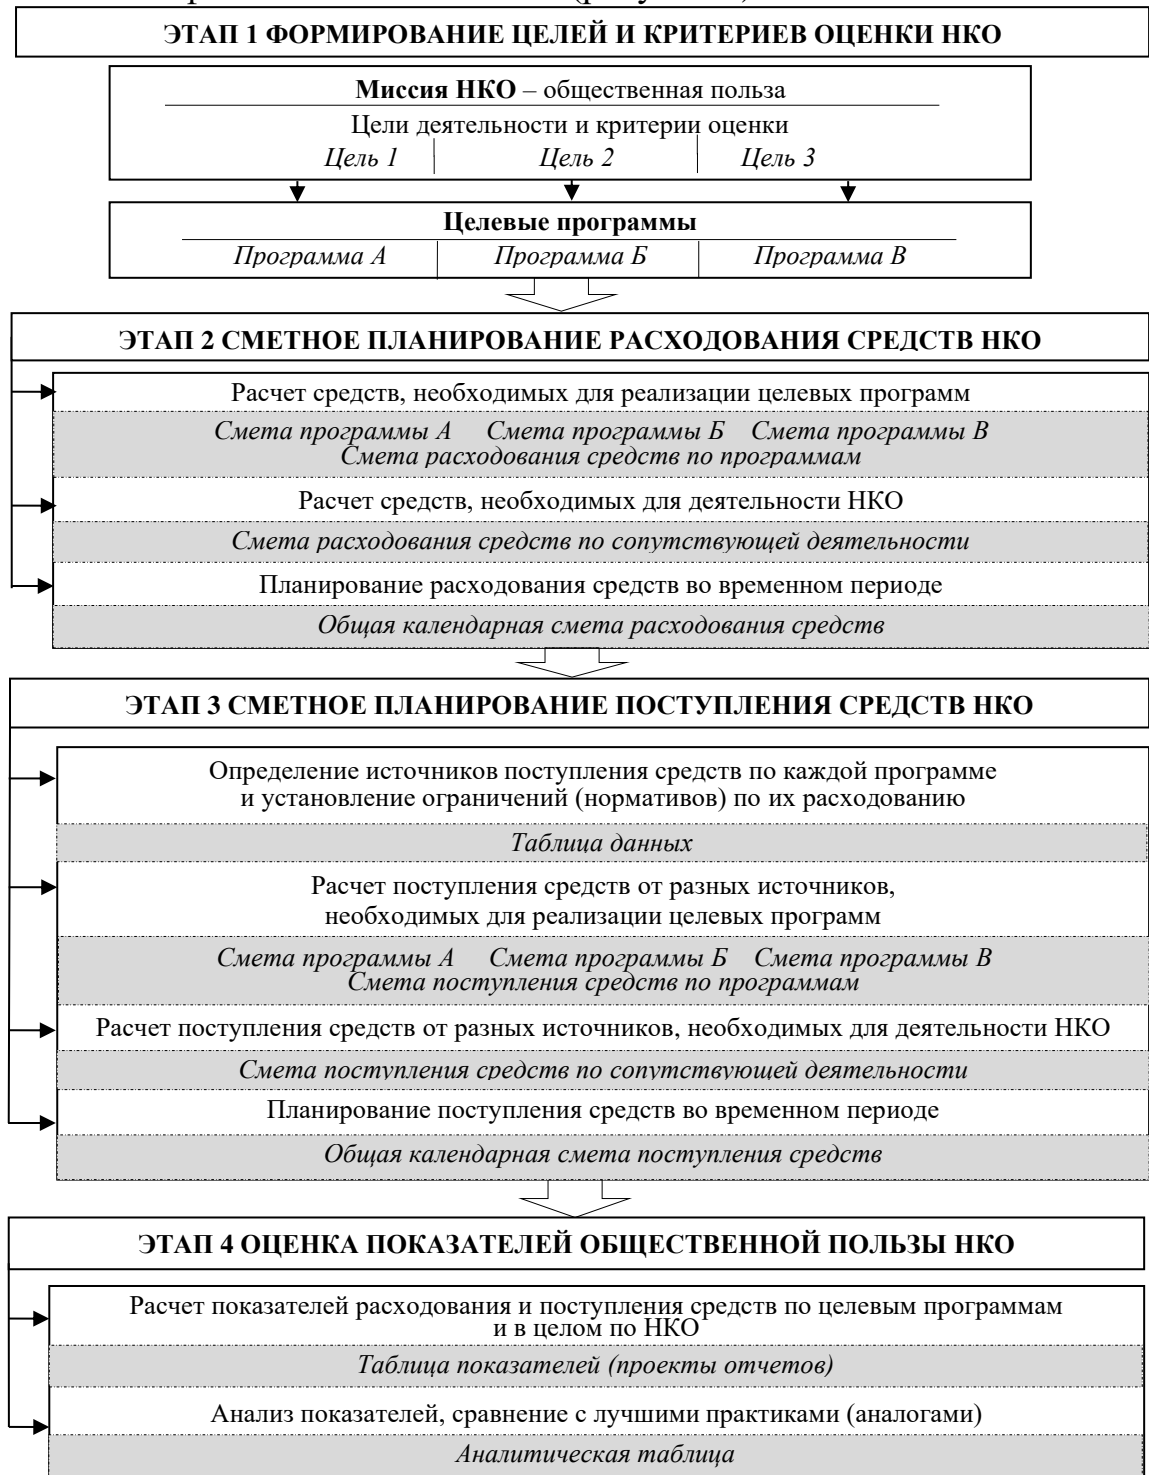 ЭТАП 1 ФОРМИРОВАНИЕ ЦЕЛЕЙ И КРИТЕРИЕВ ОЦЕНКИ НКО
Миссия НКО – общественная польза
Цели деятельности и критерии оценки
Цель 1 Цель 2 Цель 3
Целевые программы
Программа А Программа Б Программа В
ЭТАП 2 СМЕТНОЕ ПЛАНИРОВАНИЕ РАСХОДОВАНИЯ СРЕДСТВ НКО
Расчет средств, необходимых для реализации целевых программ
Смета программы А Смета программы Б Смета программы В
Смета расходования средств по программам
Расчет средств, необходимых для деятельности НКО
Смета расходования средств по сопутствующей деятельности
Планирование расходования средств во временном периоде
Общая календарная смета расходования средств
ЭТАП 3 СМЕТНОЕ ПЛАНИРОВАНИЕ ПОСТУПЛЕНИЯ СРЕДСТВ НКО
Определение источников поступления средств по каждой программе
и установление ограничений (нормативов) по их расходованию
Таблица данных
Расчет поступления средств от разных источников,
необходимых для реализации целевых программ
Смета программы А Смета программы Б Смета программы В
Смета поступления средств по программам
Расчет поступления средств от разных источников, необходимых для деятельности НКО
Смета поступления средств по сопутствующей деятельности
Планирование поступления средств во временном периоде
Общая календарная смета поступления средств
ЭТАП 4 ОЦЕНКА ПОКАЗАТЕЛЕЙ ОБЩЕСТВЕННОЙ ПОЛЬЗЫ НКО
Расчет показателей расходования и поступления средств по целевым программам
и в целом по НКО
Таблица показателей (проекты отчетов)
Анализ показателей, сравнение с лучшими практиками (аналогами)
Аналитическая таблица